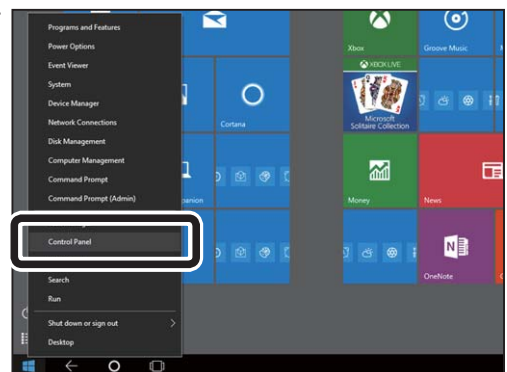 Programs and Features
Power Options
Event Viewer
System
Device Manager
Network Connections
Disk Management
Computer Management
Command Prompt
Command Prompt (Admin)
Control Panel
Search
Run
Shut down or sign out
Desktop
Cortana
Xbox
Groove Music
XBOX LIVE
Microsoft
Solitaire Collection
Money
News
OneNote